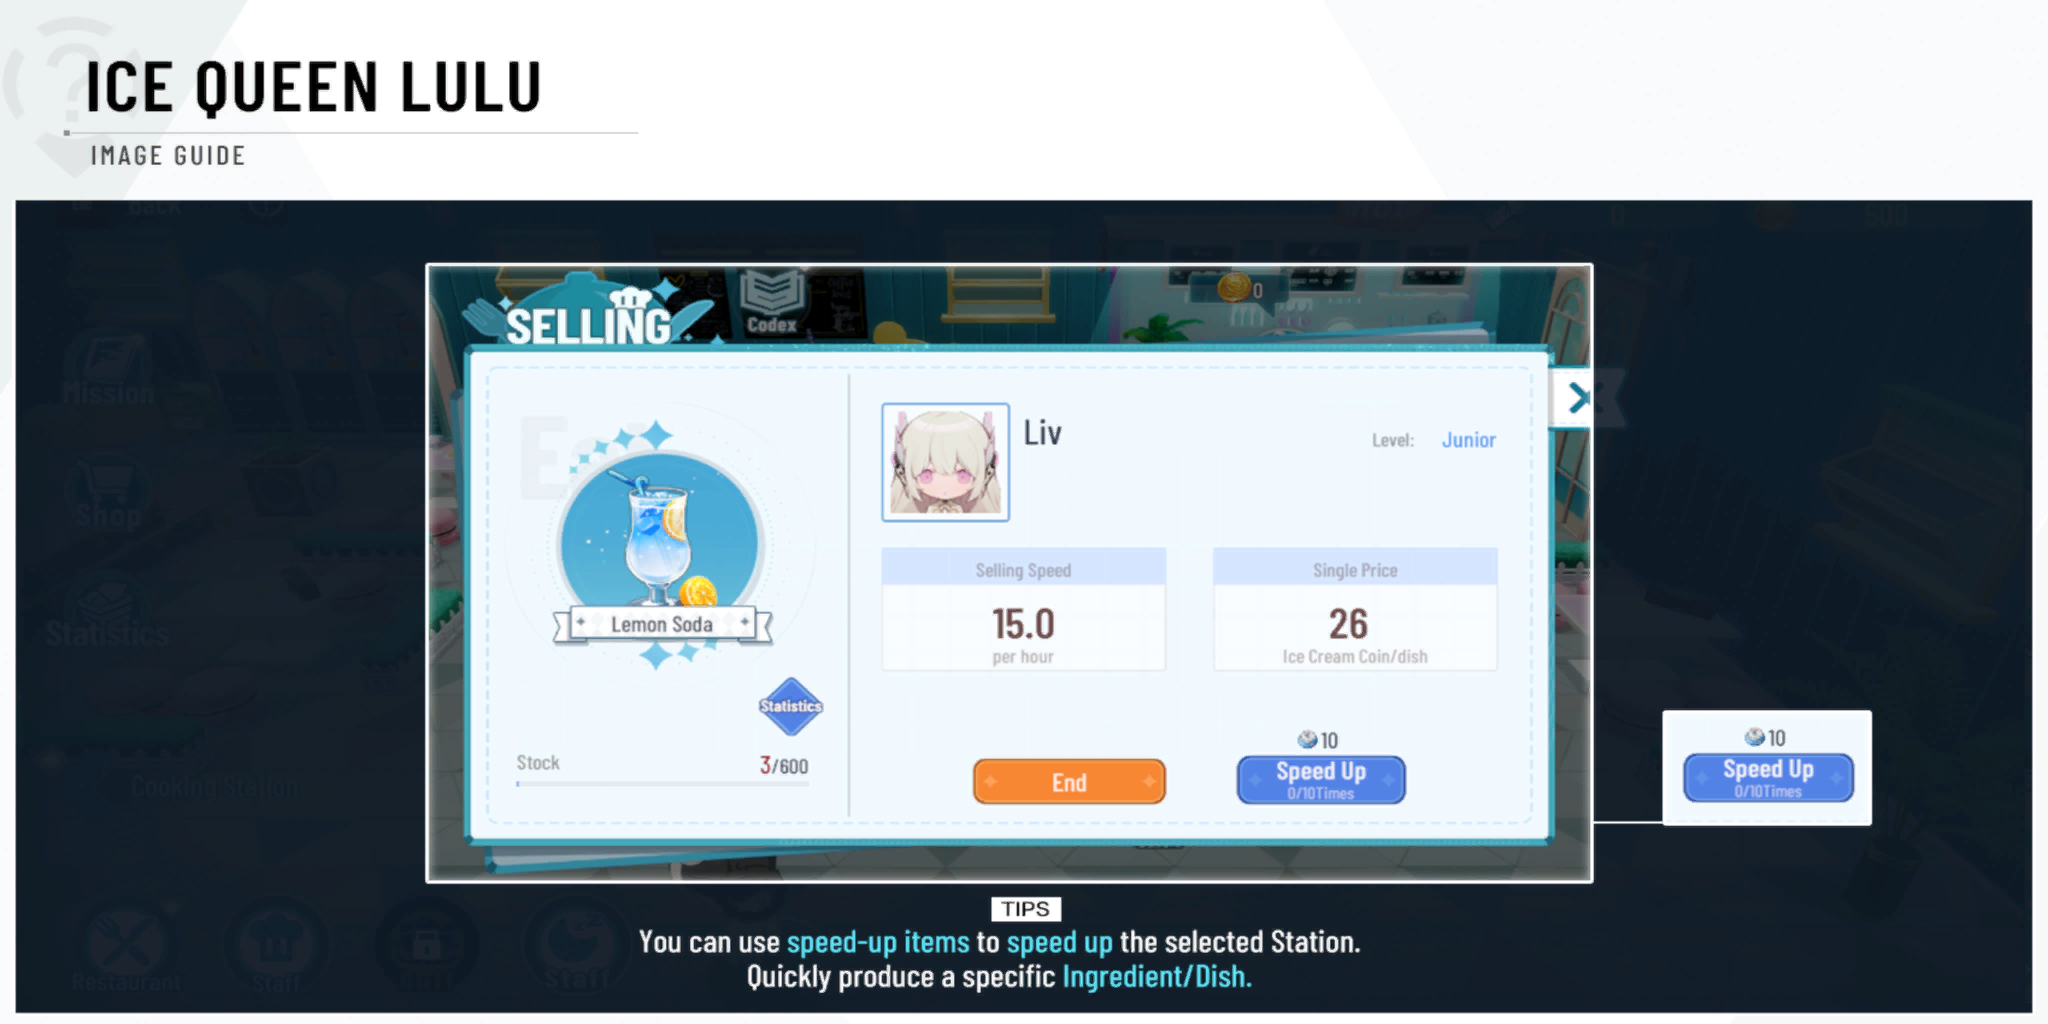 ICE QUEEN LULU
IMAGE GUIDE
Back
500
Mission
Shop
Statistics
Cooking Station
Restaurant
Staff
Staff
SELLING
Codex
0
Lemon Soda
Statistics
Stock
3/600
Liv
Level: Junior
Selling Speed
15.0
per hour
Single Price
26
Ice Cream Coin/dish
End
10
Speed Up
0/10Times
10
Speed Up
0/10Times
TIPS
You can use speed-up items to speed up the selected Station.
Quickly produce a specific Ingredient/Dish.